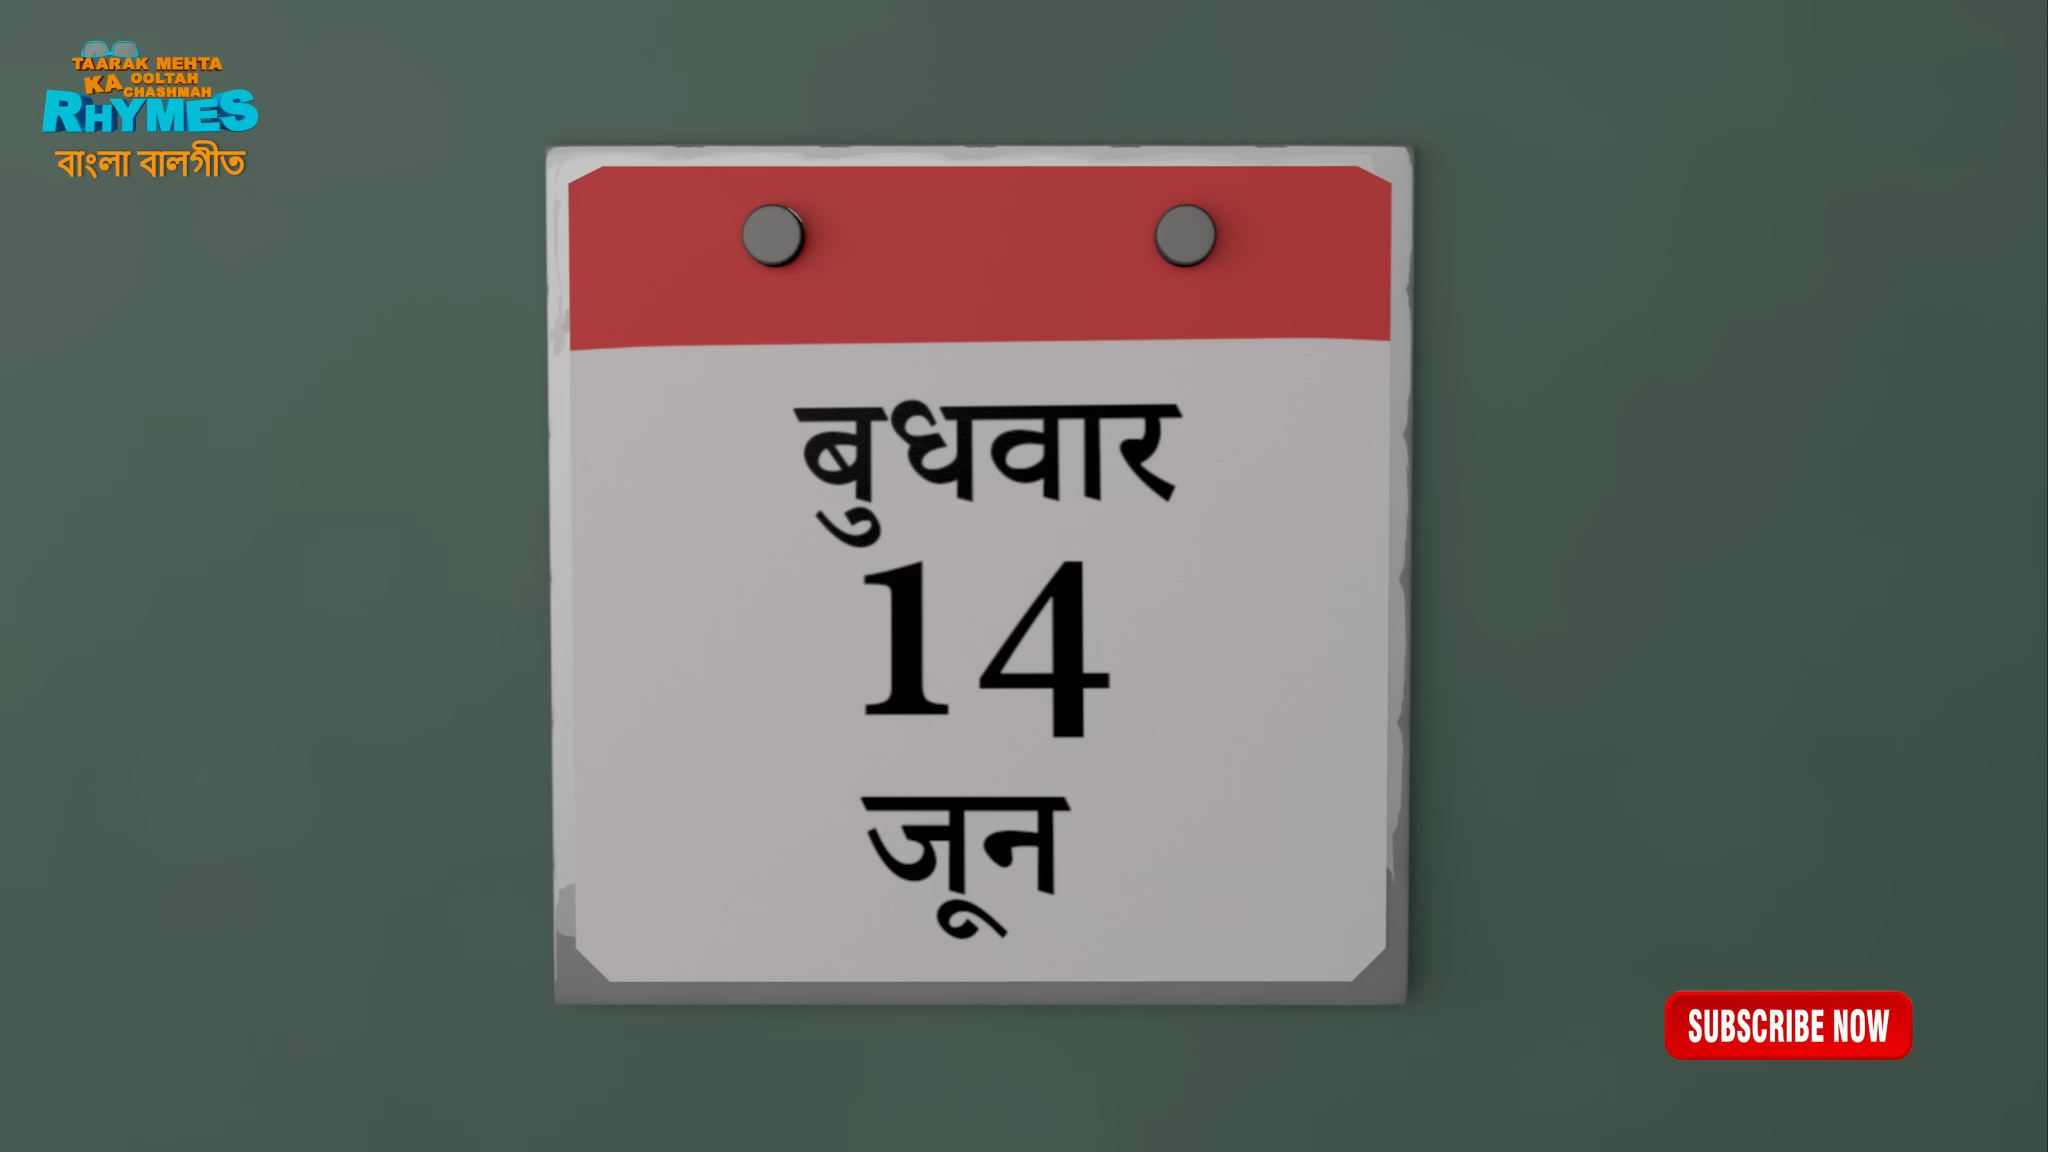 TAARAK MEHTA
KA OOLTAH
CHASHMAH
RHYMES
বাংলা বালগীত
बुधवार
14
जून
SUBSCRIBE NOW